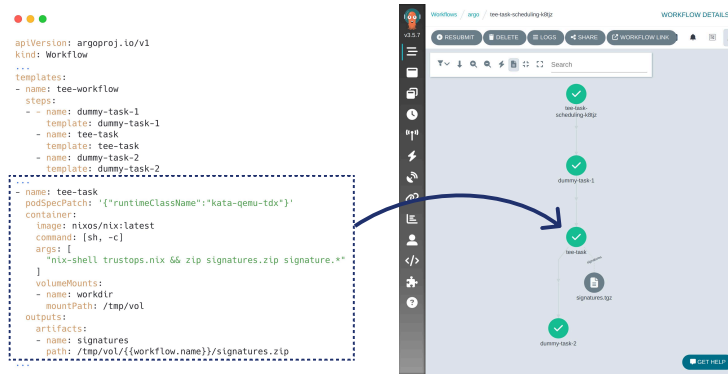 apiVersion: argoproj.io/v1
kind: Workflow
...
templates:
- name: tee-workflow
steps:
- - name: dummy-task-1
template: dummy-task-1
- name: tee-task
template: tee-task
- name: dummy-task-2
template: dummy-task-2
...
- name: tee-task
podSpecPatch: '{"runtimeClassName":"kata-qemu-tdx"}'
container:
image: nixos/nix:latest
command: [sh, -c]
args: [
"nix-shell trustops.nix && zip signatures.zip signature.*"
]
volumeMounts:
- name: workdir
mountPath: /tmp/vol
outputs:
artifacts:
- name: signatures
path: /tmp/vol/{{workflow.name}}/signatures.zip
...
v3.5.7
Workflows / argo / tee-task-scheduling-k8tjz
WORKFLOW DETAILS
RESUBMIT
DELETE
LOGS
SHARE
WORKFLOW LINK
Search
tee-task-
scheduling-k8tjz
dummy-task-1
tee-task
signatures
signatures.tgz
dummy-task-2
GET HELP